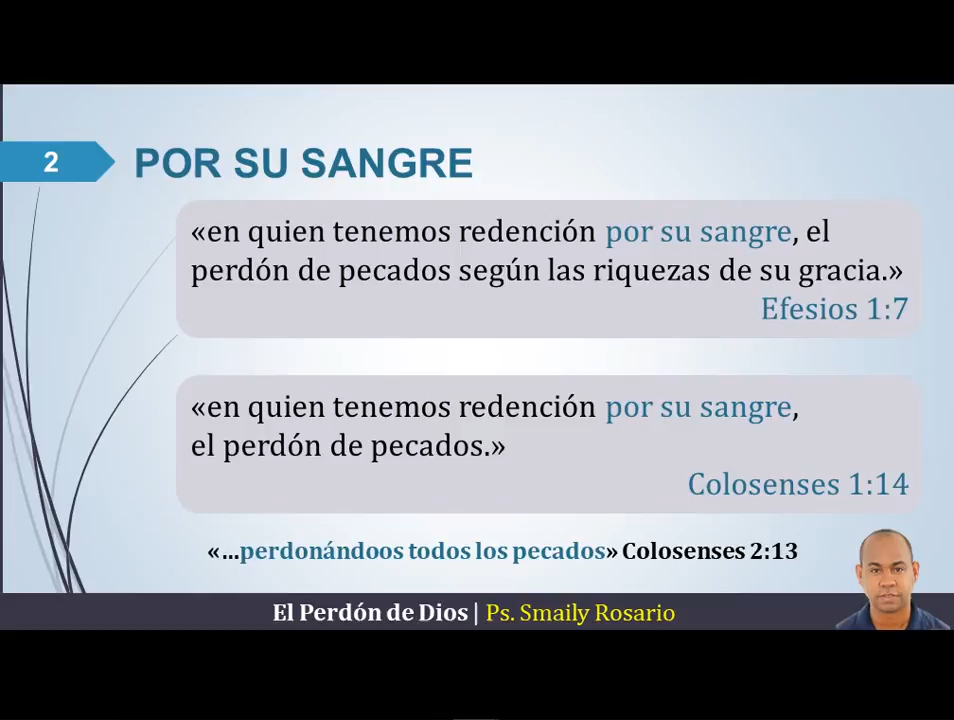 2
POR SU SANGRE
«en quien tenemos redención por su sangre, el
perdón de pecados según las riquezas de su gracia.»
Efesios 1:7
«en quien tenemos redención por su sangre,
el perdón de pecados.»
Colosenses 1:14
«…perdonándoos todos los pecados» Colosenses 2:13
El Perdón de Dios | Ps. Smaily Rosario